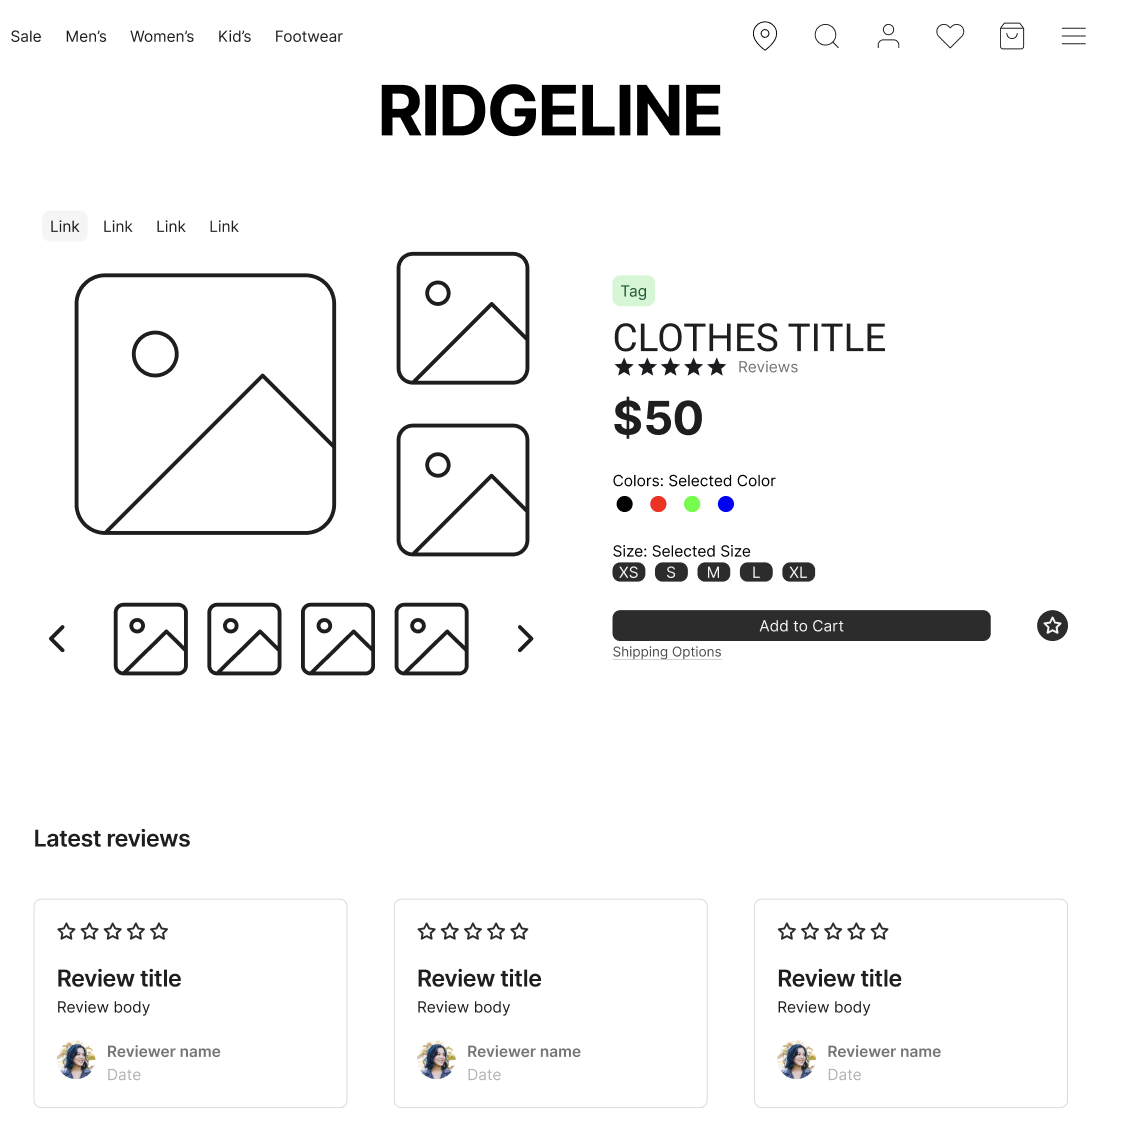 Sale Men’s Women’s Kid’s Footwear
RIDGELINE
Link Link Link Link
Tag
CLOTHES TITLE
Reviews
$50
Colors: Selected Color
Size: Selected Size
XS S M L XL
Add to Cart
Shipping Options
Latest reviews
Review title
Review body
Reviewer name
Date
Review title
Review body
Reviewer name
Date
Review title
Review body
Reviewer name
Date